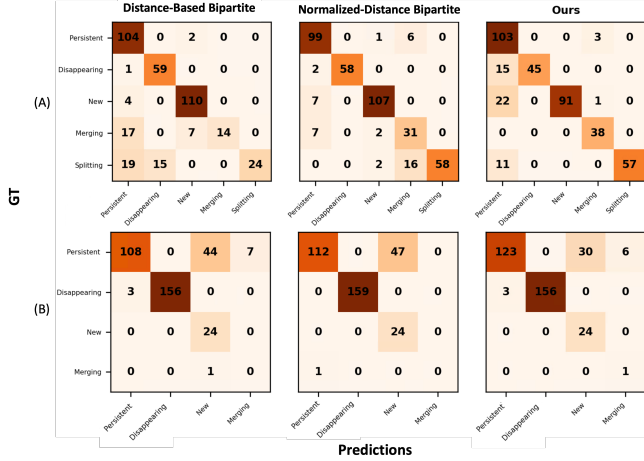 Distance-Based Bipartite Normalized-Distance Bipartite Ours
Persistent 104 0 2 0 0 99 0 1 6 0 103 0 0 3 0
Disappearing 1 59 0 0 0 2 58 0 0 0 15 45 0 0 0
(A) New 4 0 110 0 0 7 0 107 0 0 22 0 91 1 0
Merging 17 0 7 14 0 7 0 2 31 0 0 0 0 38 0
Splitting 19 15 0 0 24 0 0 2 16 58 11 0 0 0 57
Persistent Disappearing New Merging Splitting Persistent Disappearing New Merging Splitting Persistent Disappearing New Merging Splitting
GT
Persistent 108 0 44 7 112 0 47 0 123 0 30 6
Disappearing 3 156 0 0 0 159 0 0 3 156 0 0
(B) New 0 0 24 0 0 0 24 0 0 0 24 0
Merging 0 0 1 0 1 0 0 0 0 0 0 1
Persistent Disappearing New Merging Persistent Disappearing New Merging Persistent Disappearing New Merging
Predictions